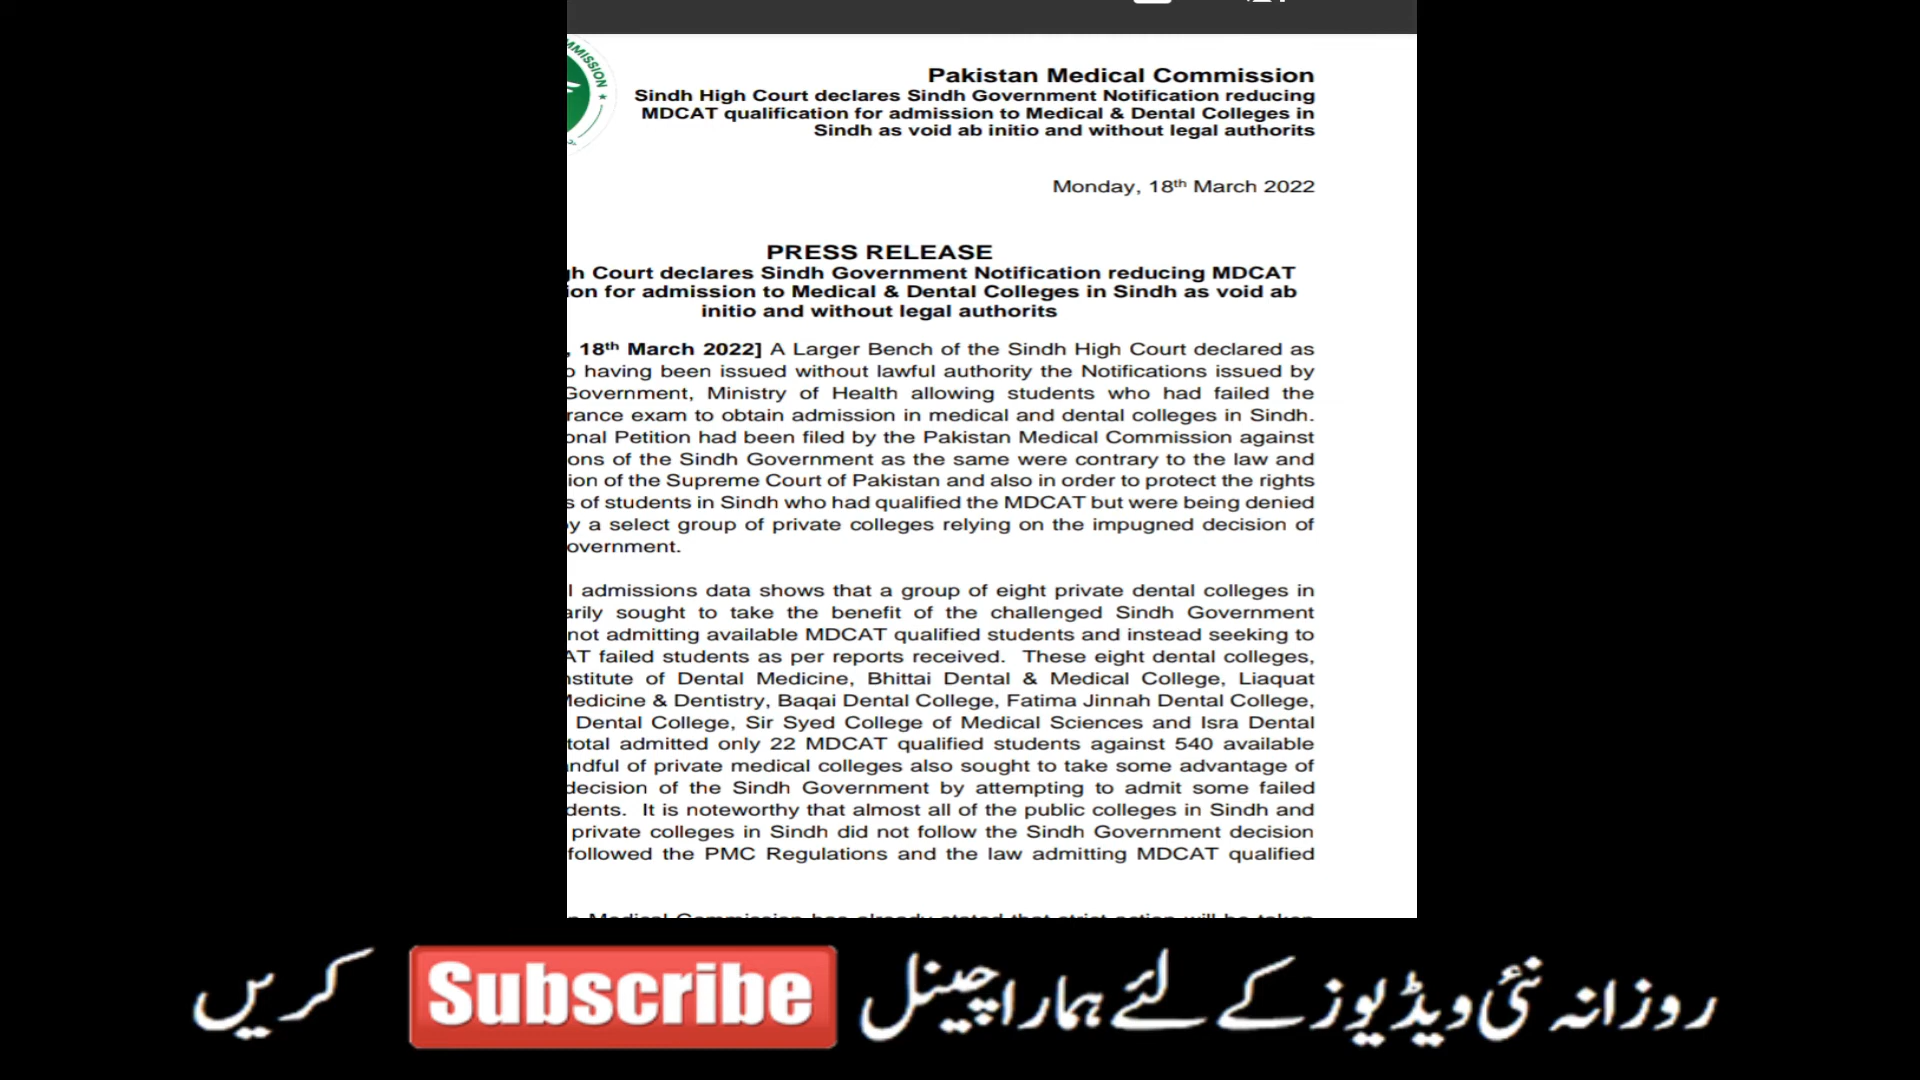 MMISSION
Pakistan Medical Commission
Sindh High Court declares Sindh Government Notification reducing
MDCAT qualification for admission to Medical & Dental Colleges in
Sindh as void ab initio and without legal authorits
Monday, 18th March 2022
PRESS RELEASE
gh Court declares Sindh Government Notification reducing MDCAT
ion for admission to Medical & Dental Colleges in Sindh as void ab
initio and without legal authorits
, 18th March 2022] A Larger Bench of the Sindh High Court declared as
o having been issued without lawful authority the Notifications issued by
Government, Ministry of Health allowing students who had failed the
rance exam to obtain admission in medical and dental colleges in Sindh.
onal Petition had been filed by the Pakistan Medical Commission against
ons of the Sindh Government as the same were contrary to the law and
ion of the Supreme Court of Pakistan and also in order to protect the rights
s of students in Sindh who had qualified the MDCAT but were being denied
by a select group of private colleges relying on the impugned decision of
overnment.
l admissions data shows that a group of eight private dental colleges in
arily sought to take the benefit of the challenged Sindh Government
not admitting available MDCAT qualified students and instead seeking to
AT failed students as per reports received. These eight dental colleges,
nstitute of Dental Medicine, Bhittai Dental & Medical College, Liaquat
Medicine & Dentistry, Baqai Dental College, Fatima Jinnah Dental College,
Dental College, Sir Syed College of Medical Sciences and Isra Dental
total admitted only 22 MDCAT qualified students against 540 available
andful of private medical colleges also sought to take some advantage of
decision of the Sindh Government by attempting to admit some failed
dents. It is noteworthy that almost all of the public colleges in Sindh and
private colleges in Sindh did not follow the Sindh Government decision
followed the PMC Regulations and the law admitting MDCAT qualified
Medical Commission has already stated that strict action will be taken
روزانہ نئی ویڈیوز کے لئے ہمارا چینل Subscribe کریں